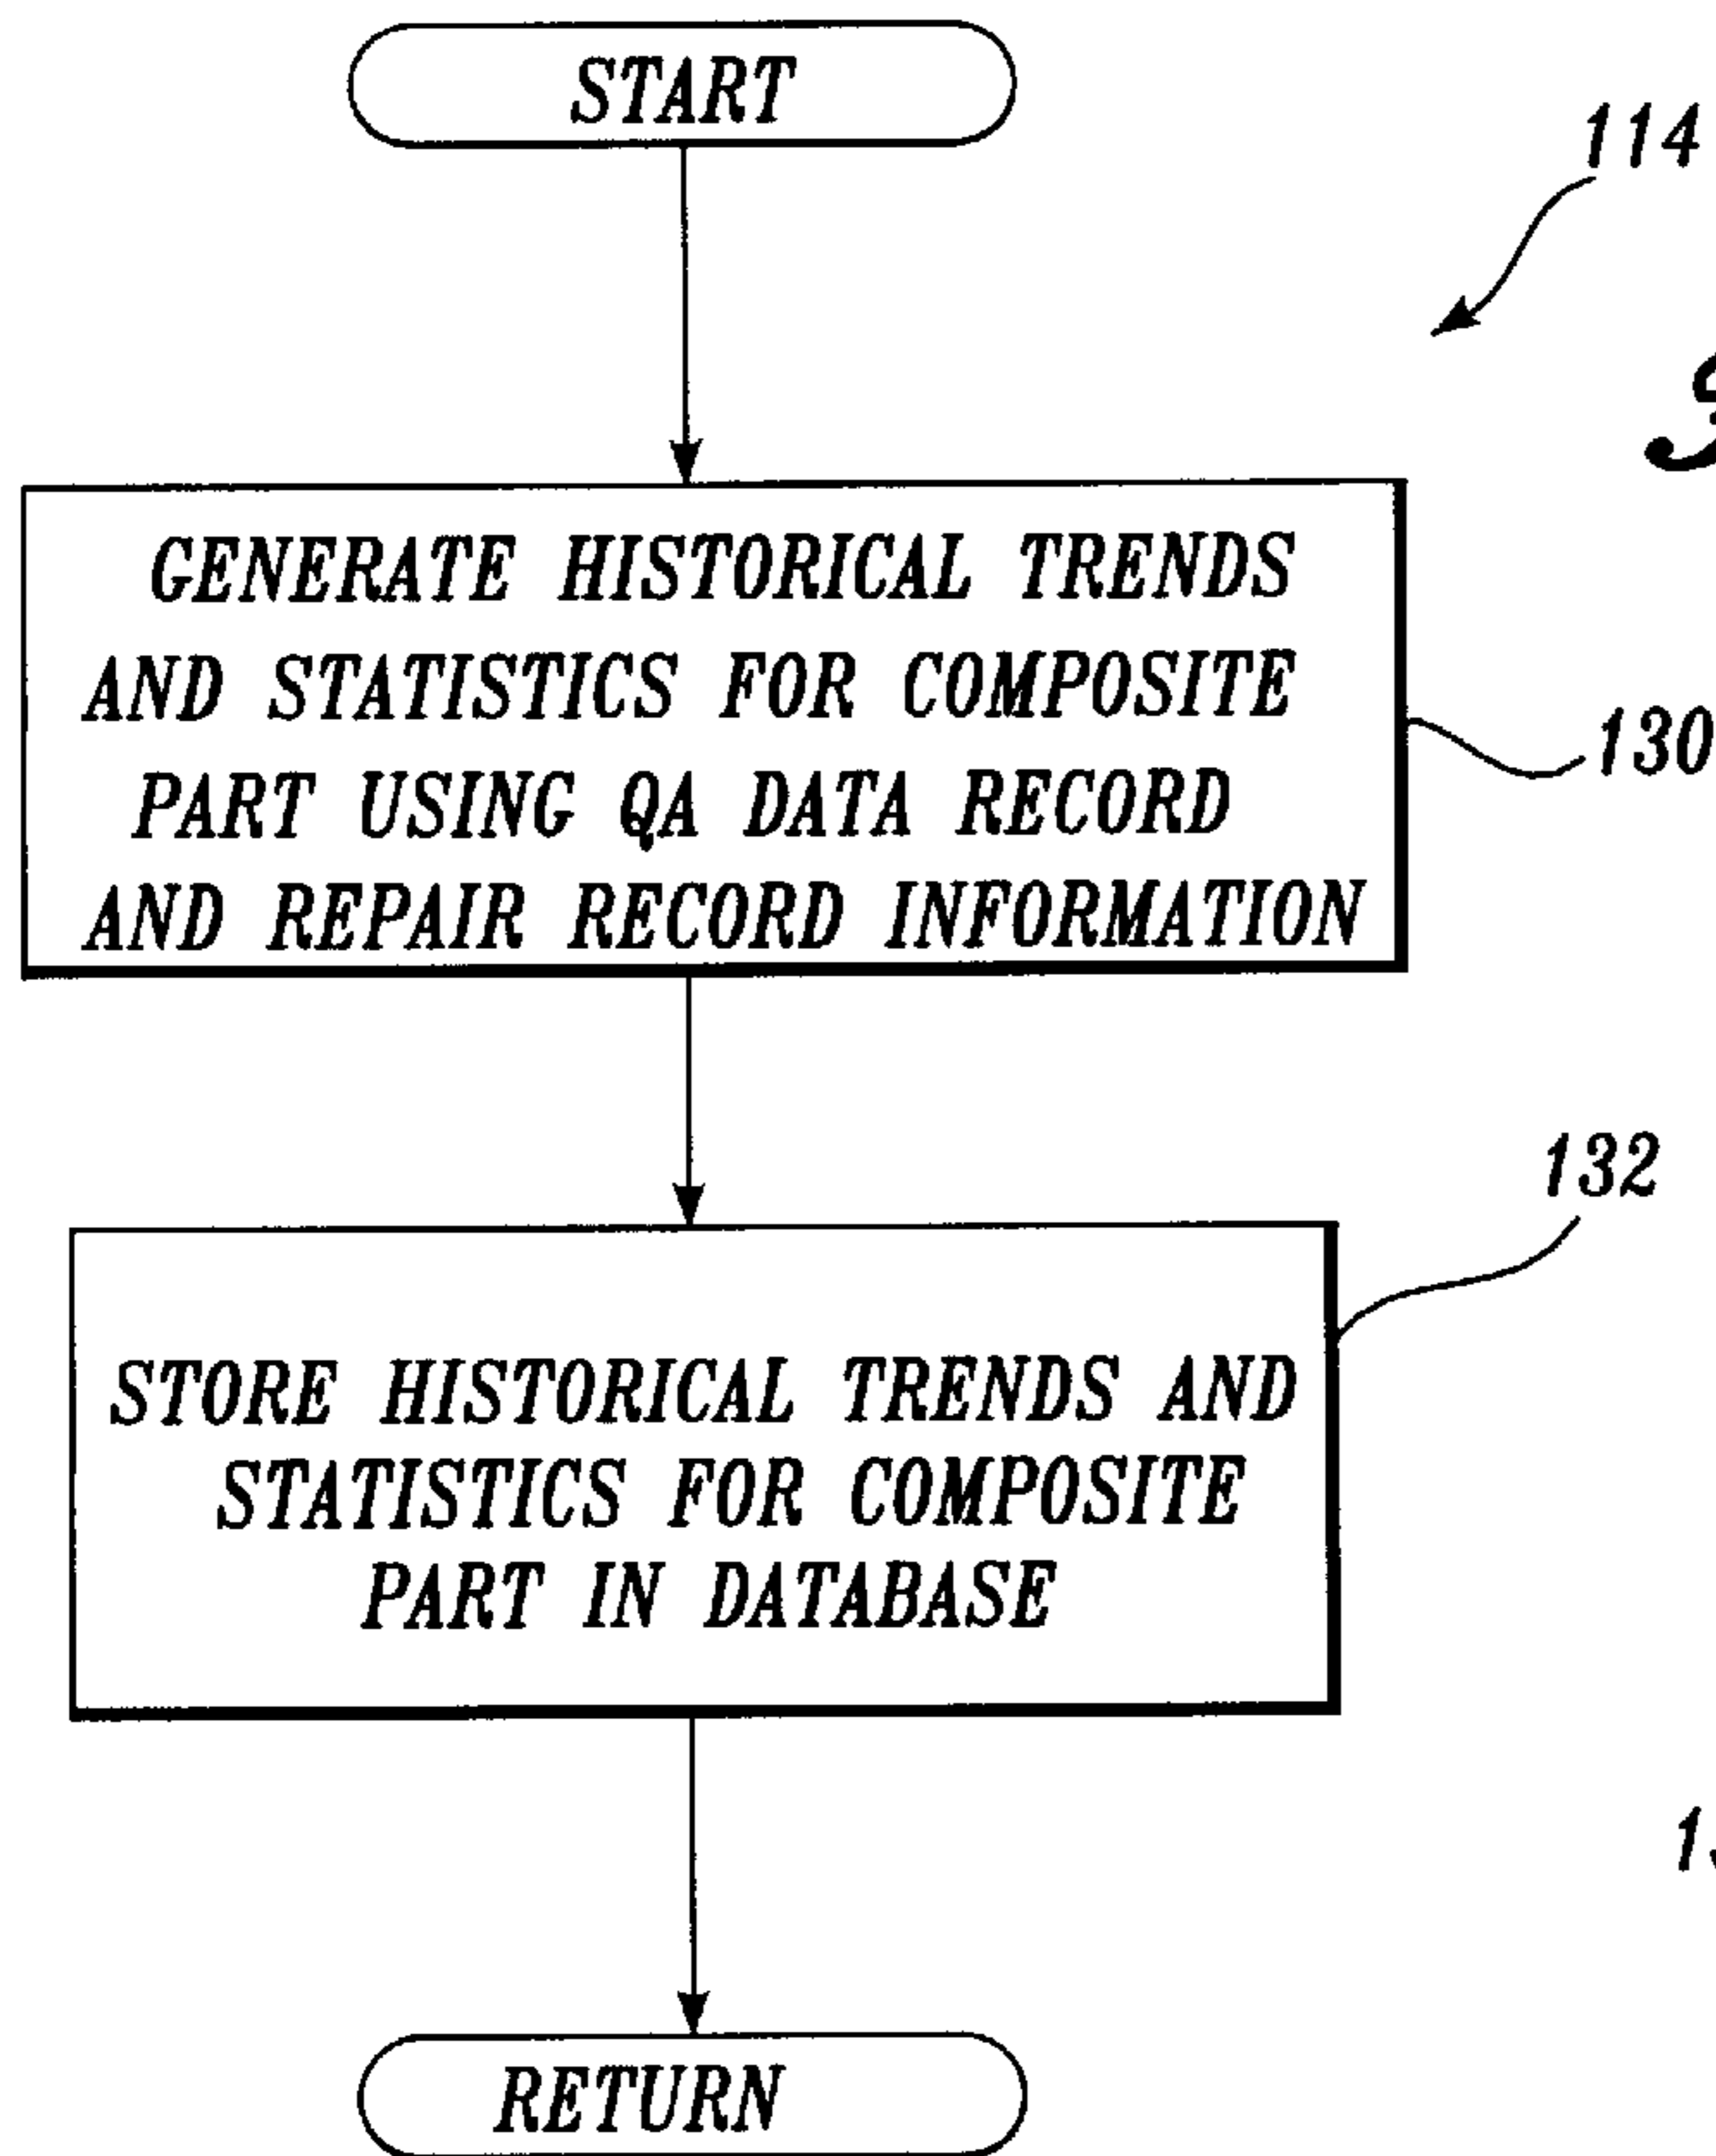 START
114
GENERATE HISTORICAL TRENDS
AND STATISTICS FOR COMPOSITE
PART USING QA DATA RECORD
AND REPAIR RECORD INFORMATION
130
132
STORE HISTORICAL TRENDS AND
STATISTICS FOR COMPOSITE
PART IN DATABASE
RETURN